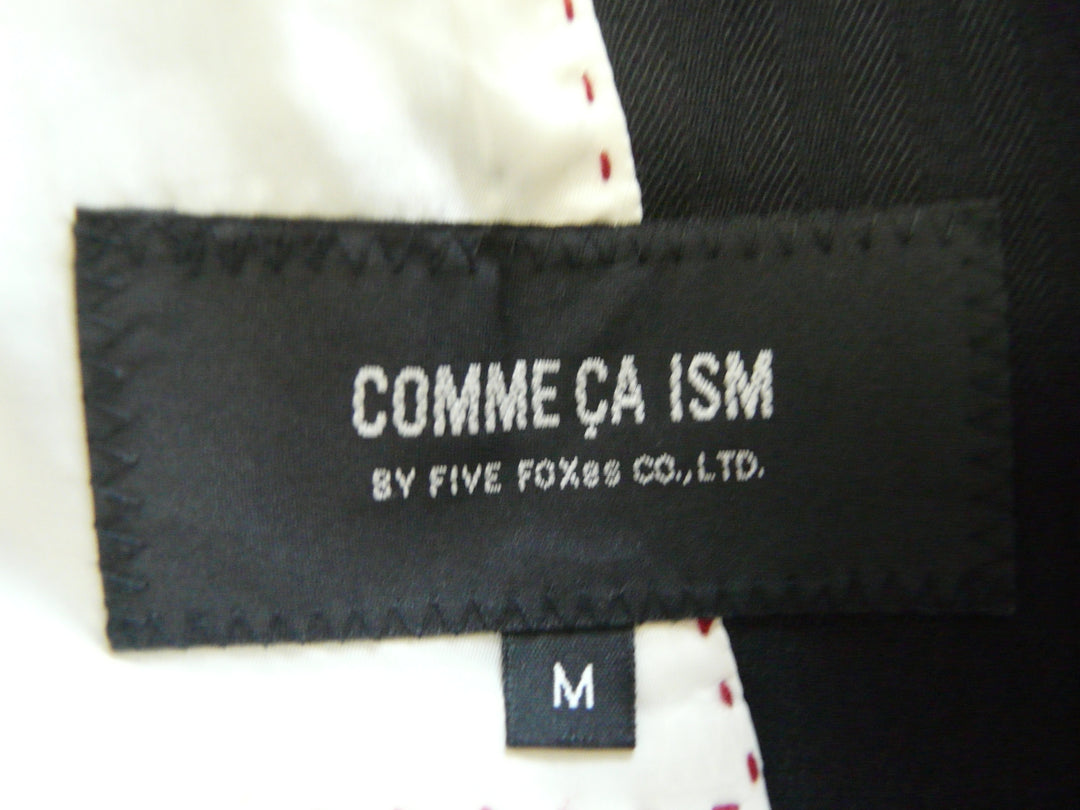 COMME ÇA ISM
BY FIVE FOXES CO.,LTD.
M